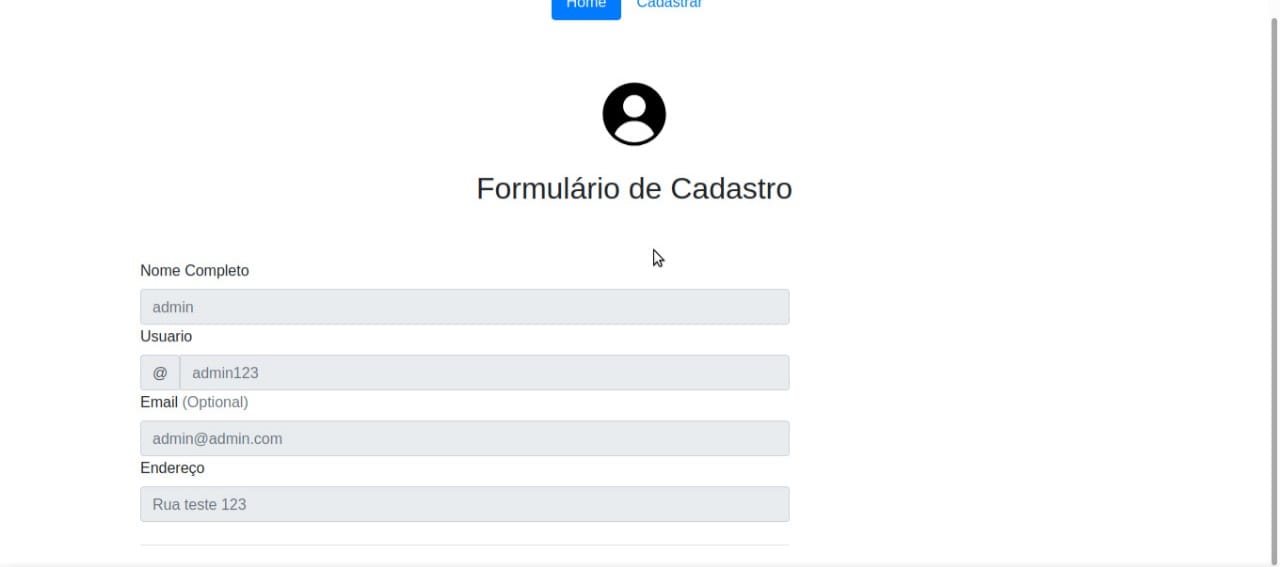 Home Cadastrar
Formulário de Cadastro
Nome Completo
admin
Usuario
@ admin123
Email (Optional)
admin@admin.com
Endereço
Rua teste 123